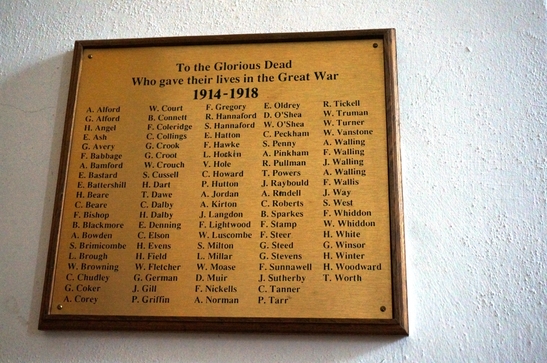 To the Glorious Dead
Who gave their lives in the Great War
1914-1918
A. Alford
G. Alford
H. Angel
E. Ash
G. Avery
F. Babbage
A. Bamford
E. Bastard
E. Battershill
H. Beare
C. Beare
F. Bishop
B. Blackmore
A. Bowden
S. Brimicombe
L. Brough
W. Browning
C. Chudley
G. Coker
A. Corey
W. Court
B. Connett
F. Coleridge
C. Collings
G. Crook
G. Croot
W. Crouch
S. Cussell
H. Dart
T. Dawe
C. Dalby
H. Dalby
E. Denning
C. Elson
H. Evens
H. Field
W. Fletcher
G. German
J. Gill
P. Griffin
F. Gregory
R. Hannaford
S. Hannaford
E. Hatton
F. Hawke
L. Hotkin
V. Hole
C. Howard
P. Hutton
A. Jordan
A. Kirton
J. Langdon
F. Lightwood
W. Luscombe
S. Milton
L. Millar
W. Moase
D. Muir
F. Nickells
A. Norman
E. Oldrey
D. O'Shea
W. O'Shea
C. Peckham
S. Penny
A. Pinkham
R. Pullman
T. Powers
J. Raybould
A. Rendell
C. Roberts
B. Sparkes
F. Stamp
F. Steer
G. Steed
G. Stevens
F. Sunnawell
J. Sutherby
C. Tanner
P. Tarr
R. Tickell
W. Truman
W. Turner
W. Vanstone
A. Walling
F. Walling
J. Walling
A. Walling
F. Wallis
J. Way
S. West
F. Whiddon
W. Whiddon
H. White
G. Winsor
H. Winter
H. Woodward
T. Worth